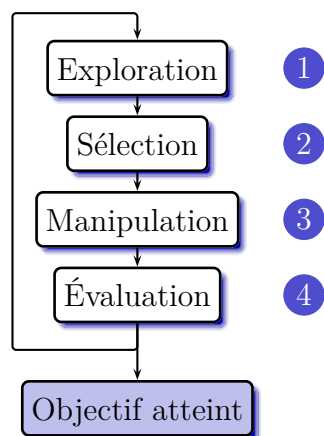 Exploration 1
Sélection 2
Manipulation 3
Évaluation 4
Objectif atteint